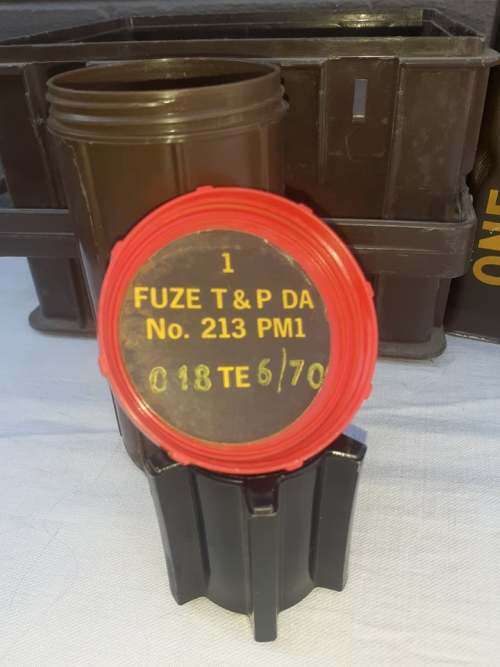 1
FUZE T & P DA
No. 213 PM1
018 TE 6/70
ONE